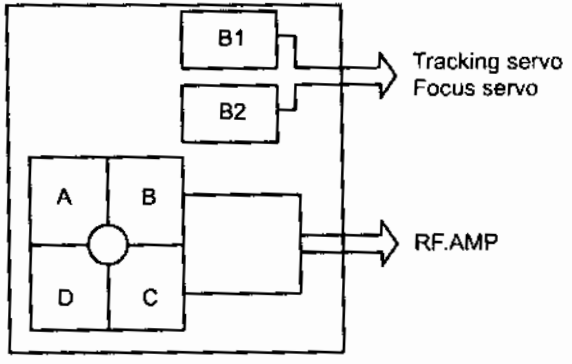 B1
Tracking servo
Focus servo
B2
A
B
RF.AMP
D
C